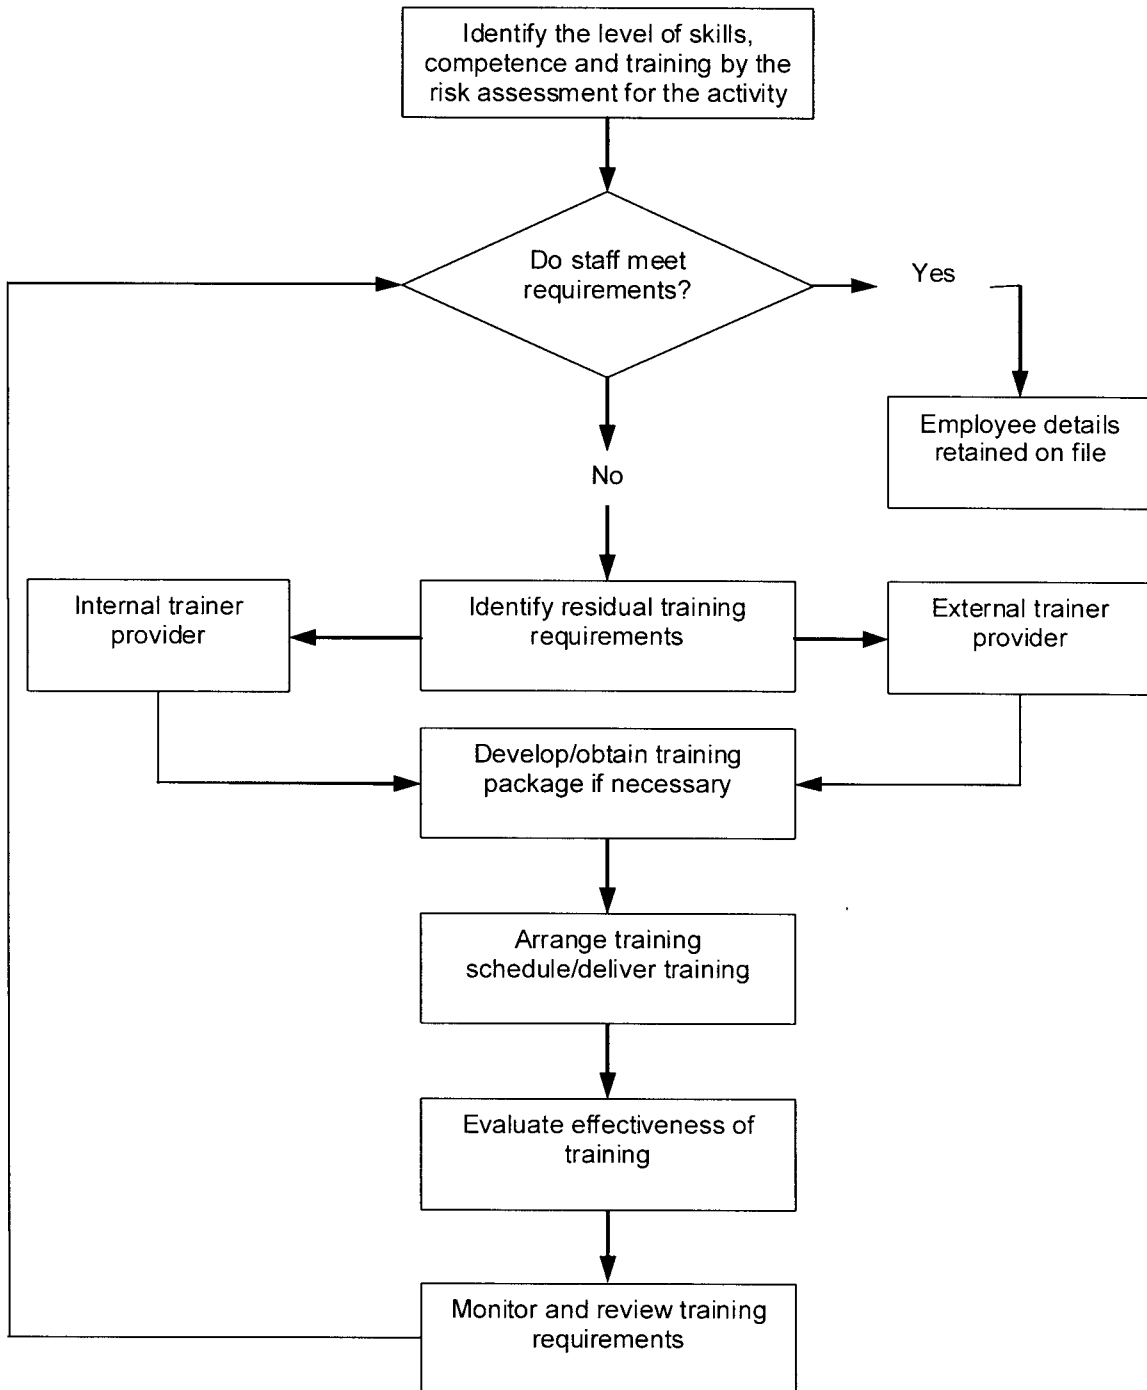 Identify the level of skills,
competence and training by the
risk assessment for the activity
Do staff meet
requirements?
Yes
Employee details
retained on file
No
Internal trainer
provider
Identify residual training
requirements
External trainer
provider
Develop/obtain training
package if necessary
Arrange training
schedule/deliver training
Evaluate effectiveness of
training
Monitor and review training
requirements